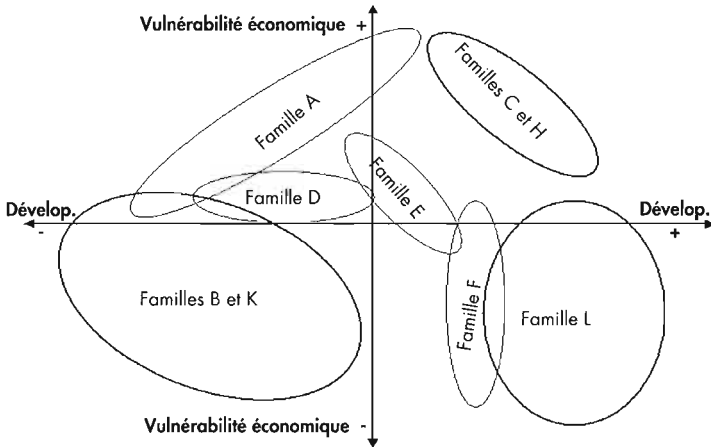 Vulnérabilité économique +
Familles C et H
Famille A
Famille E
Famille D
Dévelop.
-
Dévelop.
+
Familles B et K
Famille F
Famille L
Vulnérabilité économique -